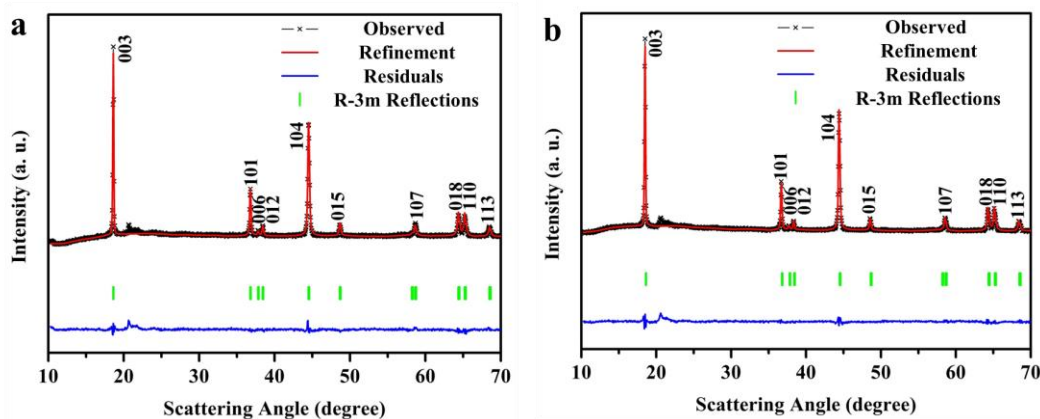 a
Observed
Refinement
Residuals
R-3m Reflections
003
101
006
012
104
015
107
018
110
113
Intensity (a. u.)
10 20 30 40 50 60 70
Scattering Angle (degree)
b
Observed
Refinement
Residuals
R-3m Reflections
003
101
006
012
104
015
107
018
110
113
Intensity (a. u.)
10 20 30 40 50 60 70
Scattering Angle (degree)